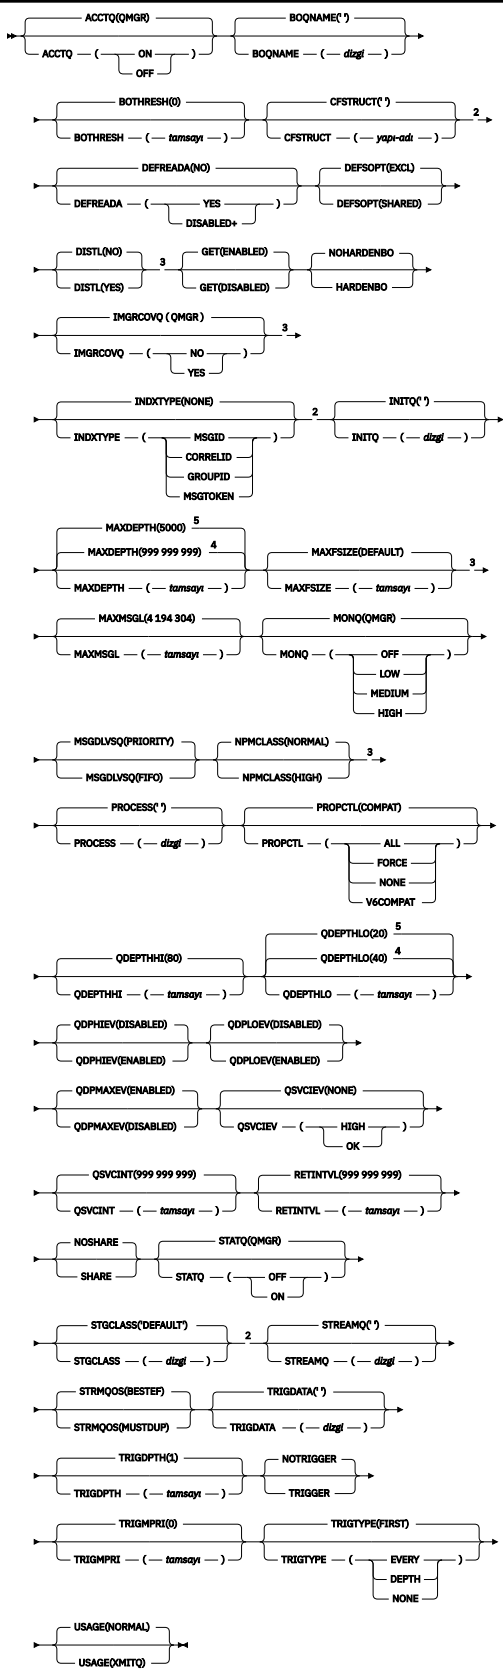 ACCTQ(QMGR) BOQNAME(' ')
ACCTQ ( ON ) BOQNAME ( dizgi )
OFF
BOTHRESH(0) CFSTRUCT(' ') 2
BOTHRESH ( tamsayı ) CFSTRUCT ( yapı-adı )
DEFREADA(NO) DEFSOPT(EXCL)
DEFREADA ( YES ) DEFSOPT(SHARED)
DISABLED+
DISTL(NO) 3 GET(ENABLED) NOHARDENBO
DISTL(YES) GET(DISABLED) HARDENBO
IMGRCOVQ ( QMGR ) 3
IMGRCOVQ ( NO )
YES
INDXTYPE(NONE) 2 INITQ(' ')
INDXTYPE ( MSGID ) INITQ ( dizgi )
CORRELID
GROUPID
MSGTOKEN
MAXDEPTH(5000) 5
MAXDEPTH(999 999 999) 4 MAXFSIZE(DEFAULT) 3
MAXDEPTH ( tamsayı ) MAXFSIZE ( tamsayı )
MAXMSGL(4 194 304) MONQ(QMGR)
MAXMSGL ( tamsayı ) MONQ ( OFF )
LOW
MEDIUM
HIGH
MSGDLVSQ(PRIORITY) NPMCLASS(NORMAL) 3
MSGDLVSQ(FIFO) NPMCLASS(HIGH)
PROCESS(' ') PROPCTL(COMPAT)
PROCESS ( dizgi ) PROPCTL ( ALL )
FORCE
NONE
V6COMPAT
QDEPTHLO(20) 5
QDEPTHHI(80) QDEPTHLO(40) 4
QDEPTHHI ( tamsayı ) QDEPTHLO ( tamsayı )
QDPHIEV(DISABLED) QDPLOEV(DISABLED)
QDPHIEV(ENABLED) QDPLOEV(ENABLED)
QDPMAXEV(ENABLED) QSVCIEV(NONE)
QDPMAXEV(DISABLED) QSVCIEV ( HIGH )
OK
QSVCINT(999 999 999) RETINTVL(999 999 999)
QSVCINT ( tamsayı ) RETINTVL ( tamsayı )
NOSHARE STATQ(QMGR)
SHARE STATQ ( OFF )
ON
STGCLASS('DEFAULT') 2 STREAMQ(' ')
STGCLASS ( dizgi ) STREAMQ ( dizgi )
STRMQOS(BESTEF) TRIGDATA(' ')
STRMQOS(MUSTDUP) TRIGDATA ( dizgi )
TRIGDPTH(1) NOTRIGGER
TRIGDPTH ( tamsayı ) TRIGGER
TRIGMPRI(0) TRIGTYPE(FIRST)
TRIGMPRI ( tamsayı ) TRIGTYPE ( EVERY )
DEPTH
NONE
USAGE(NORMAL)
USAGE(XMITQ)